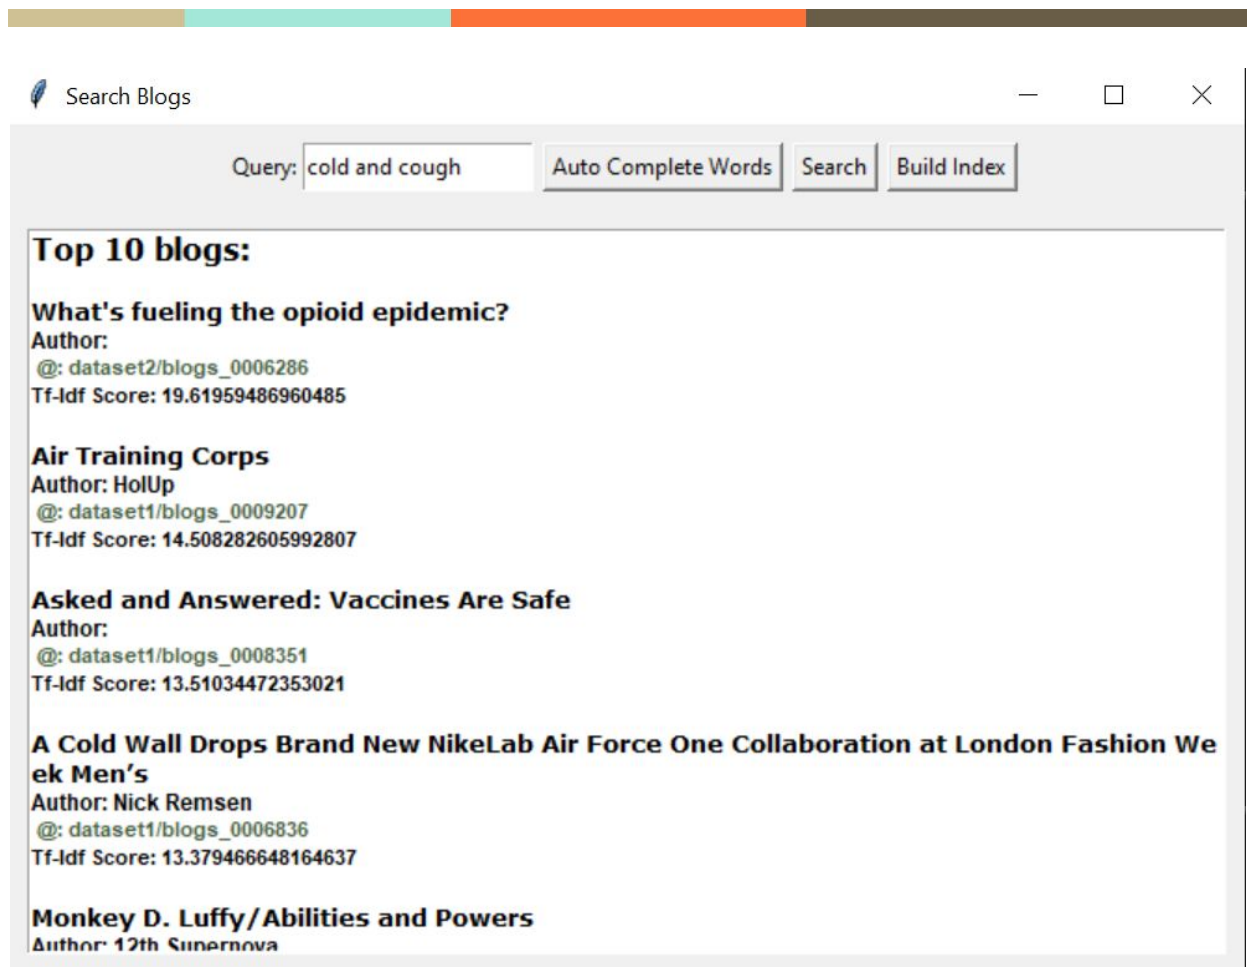 Search Blogs
Query: cold and cough Auto Complete Words Search Build Index
Top 10 blogs:
What's fueling the opioid epidemic?
Author:
@: dataset2/blogs_0006286
Tf-Idf Score: 19.61959486960485
Air Training Corps
Author: HolUp
@: dataset1/blogs_0009207
Tf-Idf Score: 14.508282605992807
Asked and Answered: Vaccines Are Safe
Author:
@: dataset1/blogs_0008351
Tf-Idf Score: 13.51034472353021
A Cold Wall Drops Brand New NikeLab Air Force One Collaboration at London Fashion We
ek Men’s
Author: Nick Remsen
@: dataset1/blogs_0006836
Tf-Idf Score: 13.379466648164637
Monkey D. Luffy/Abilities and Powers
Author: 12th Supernova